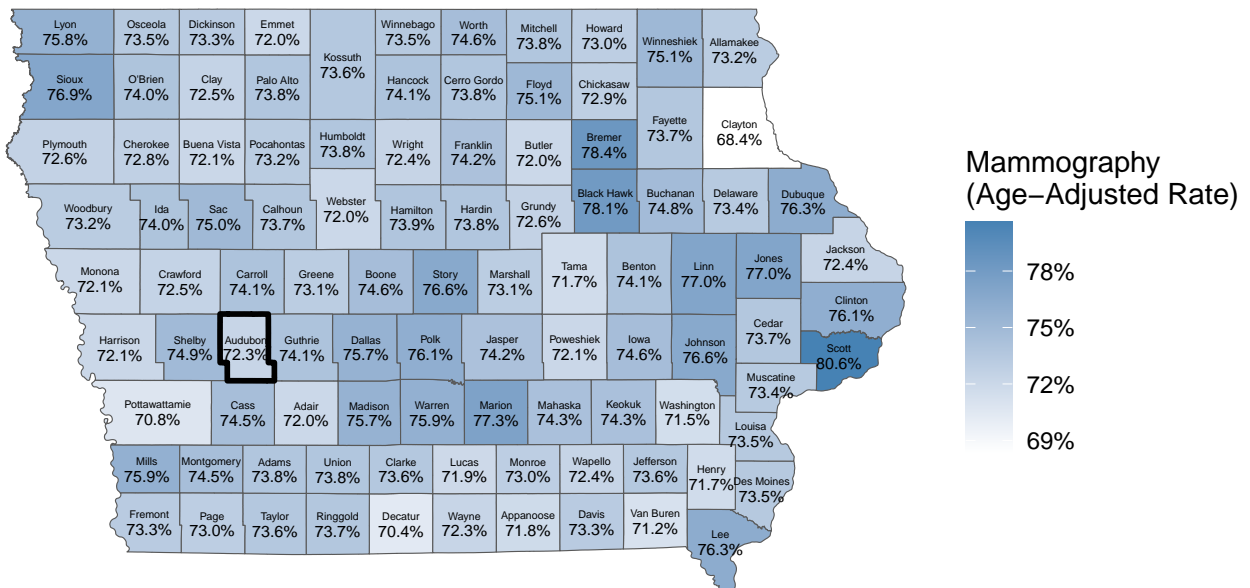 Lyon
75.8%
Osceola
73.5%
Dickinson
73.3%
Emmet
72.0%
Kossuth
73.6%
Winnebago
73.5%
Worth
74.6%
Mitchell
73.8%
Howard
73.0%
Winneshiek
75.1%
Allamakee
73.2%
Sioux
76.9%
O'Brien
74.0%
Clay
72.5%
Palo Alto
73.8%
Hancock
74.1%
Cerro Gordo
73.8%
Floyd
75.1%
Chickasaw
72.9%
Fayette
73.7%
Clayton
68.4%
Plymouth
72.6%
Cherokee
72.8%
Buena Vista
72.1%
Pocahontas
73.2%
Humboldt
73.8%
Wright
72.4%
Franklin
74.2%
Butler
72.0%
Bremer
78.4%
Woodbury
73.2%
Ida
74.0%
Sac
75.0%
Calhoun
73.7%
Webster
72.0%
Hamilton
73.9%
Hardin
73.8%
Grundy
72.6%
Black Hawk
78.1%
Buchanan
74.8%
Delaware
73.4%
Dubuque
76.3%
Monona
72.1%
Crawford
72.5%
Carroll
74.1%
Greene
73.1%
Boone
74.6%
Story
76.6%
Marshall
73.1%
Tama
71.7%
Benton
74.1%
Linn
77.0%
Jones
77.0%
Jackson
72.4%
Clinton
76.1%
Harrison
72.1%
Shelby
74.9%
Audubon
72.3%
Guthrie
74.1%
Dallas
75.7%
Polk
76.1%
Jasper
74.2%
Poweshiek
72.1%
Iowa
74.6%
Johnson
76.6%
Cedar
73.7%
Scott
80.6%
Muscatine
73.4%
Pottawattamie
70.8%
Cass
74.5%
Adair
72.0%
Madison
75.7%
Warren
75.9%
Marion
77.3%
Mahaska
74.3%
Keokuk
74.3%
Washington
71.5%
Louisa
73.5%
Mills
75.9%
Montgomery
74.5%
Adams
73.8%
Union
73.8%
Clarke
73.6%
Lucas
71.9%
Monroe
73.0%
Wapello
72.4%
Jefferson
73.6%
Henry
71.7%
Des Moines
73.5%
Fremont
73.3%
Page
73.0%
Taylor
73.6%
Ringgold
73.7%
Decatur
70.4%
Wayne
72.3%
Appanoose
71.8%
Davis
73.3%
Van Buren
71.2%
Lee
76.3%
Mammography
(Age−Adjusted Rate)
78%
75%
72%
69%